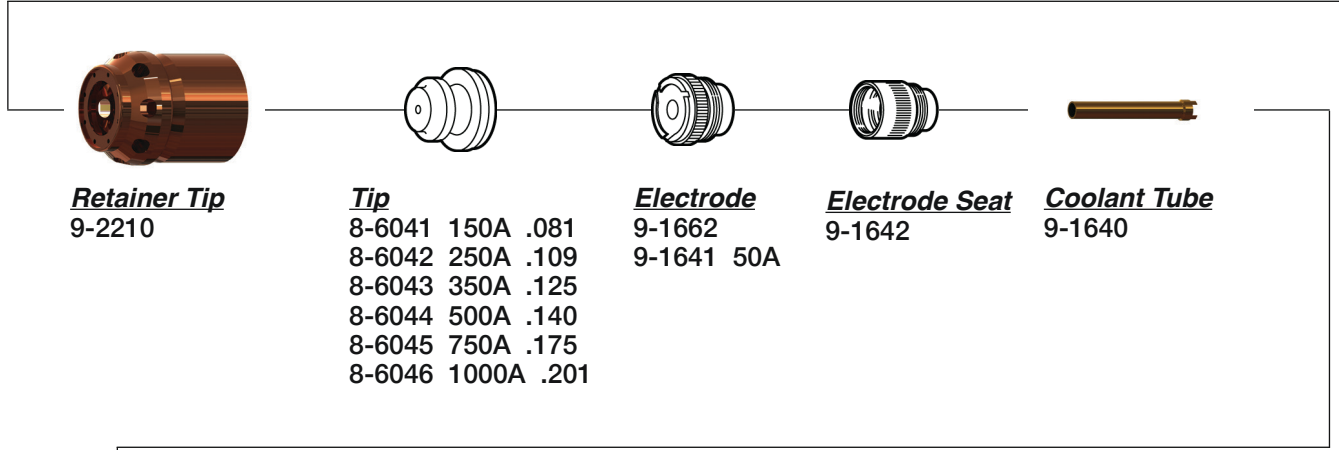 Retainer Tip
9-2210
Tip
8-6041 150A .081
8-6042 250A .109
8-6043 350A .125
8-6044 500A .140
8-6045 750A .175
8-6046 1000A .201
Electrode
9-1662
9-1641 50A
Electrode Seat
9-1642
Coolant Tube
9-1640